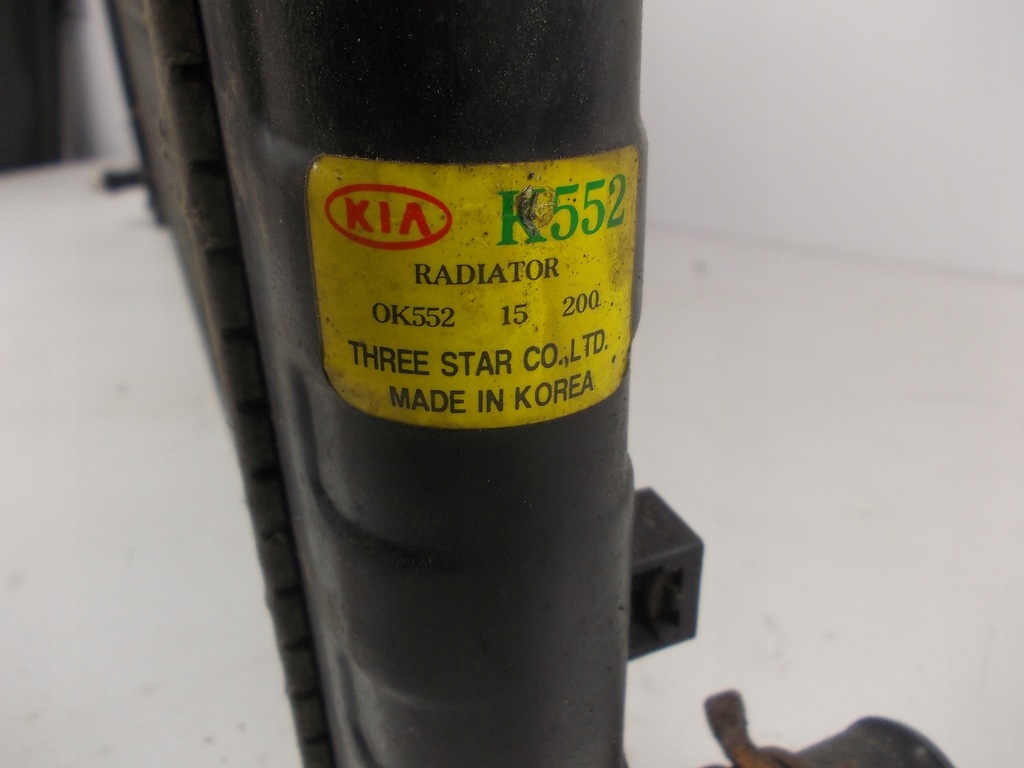 KIA K552
RADIATOR
OK552 15 200
THREE STAR CO.,LTD.
MADE IN KOREA